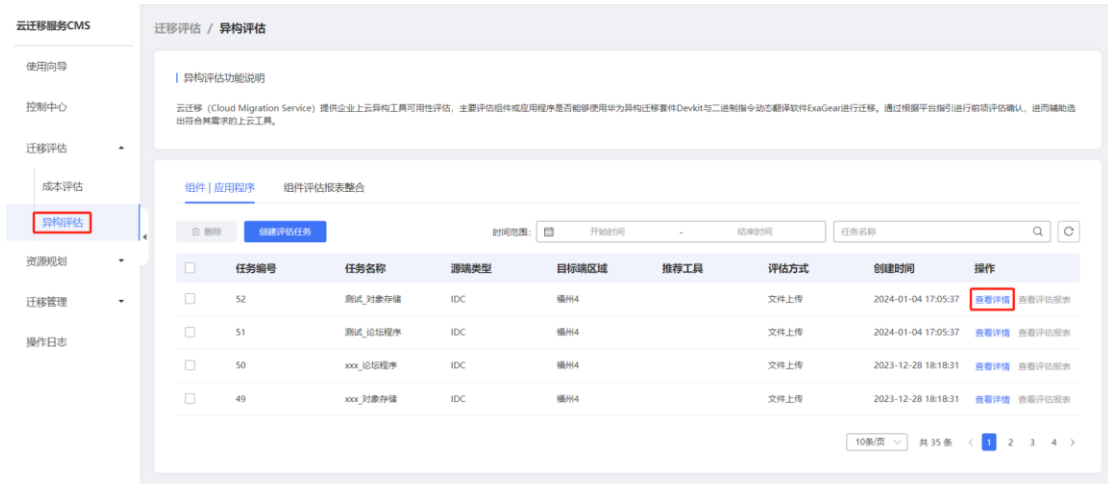 云迁移服务CMS
迁移评估 / 异构评估
使用向导
控制中心
迁移评估
成本评估
异构评估
资源规划
迁移管理
操作日志
异构评估功能说明
云迁移（Cloud Migration Service）提供企业上云异构工具可用性评估，主要评估组件或应用程序是否能够使用华为异构迁移套件Devkit与二进制指令动态翻译软件ExaGear进行迁移。通过根据平台指引进行前项评估确认，进而辅助选
出符合其需求的上云工具。
组件 | 应用程序 组件评估报表整合
删除 创建评估任务 时间范围: 开始时间 - 结束时间 任务名称
任务编号 任务名称 源端类型 目标端区域 推荐工具 评估方式 创建时间 操作
52 测试_对象存储 IDC 福州4 文件上传 2024-01-04 17:05:37 查看详情 查看评估报表
51 测试_论坛程序 IDC 福州4 文件上传 2024-01-04 17:05:37 查看详情 查看评估报表
50 xxx_论坛程序 IDC 福州4 文件上传 2023-12-28 18:18:31 查看详情 查看评估报表
49 xxx_对象存储 IDC 福州4 文件上传 2023-12-28 18:18:31 查看详情 查看评估报表
10条/页 共 35 条 < 1 2 3 4 >